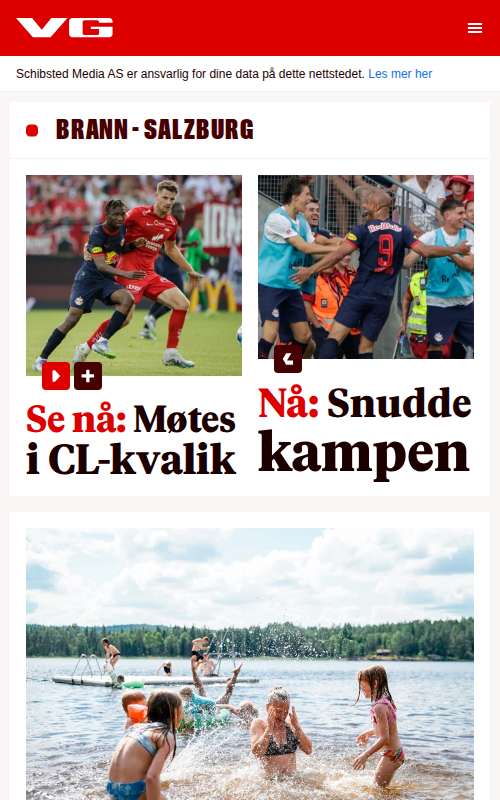 VG
Schibsted Media AS er ansvarlig for dine data på dette nettstedet. Les mer her
BRANN - SALZBURG
Se nå: Møtes
i CL-kvalik
9
Nå: Snudde
kampen